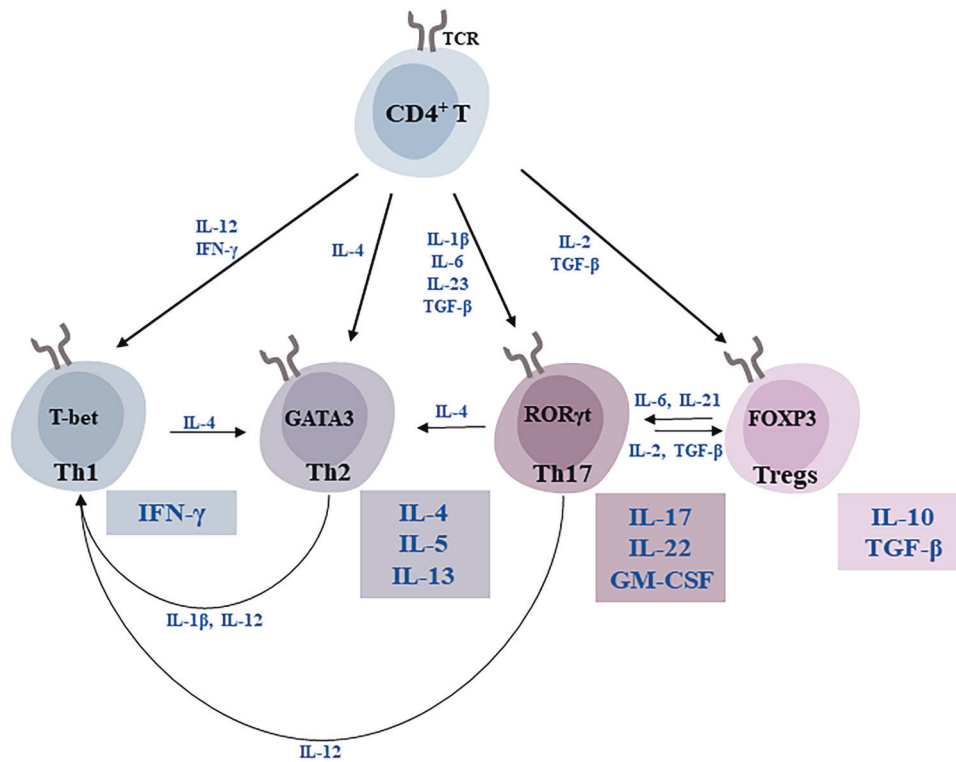 TCR
CD4⁺ T
IL-12
IFN-γ
IL-4
IL-1β
IL-6
IL-23
TGF-β
IL-2
TGF-β
T-bet
Th1
IL-4
GATA3
Th2
IL-4
RORγt
Th17
IL-6, IL-21
IL-2, TGF-β
FOXP3
Tregs
IFN-γ
IL-4
IL-5
IL-13
IL-17
IL-22
GM-CSF
IL-10
TGF-β
IL-1β, IL-12
IL-12